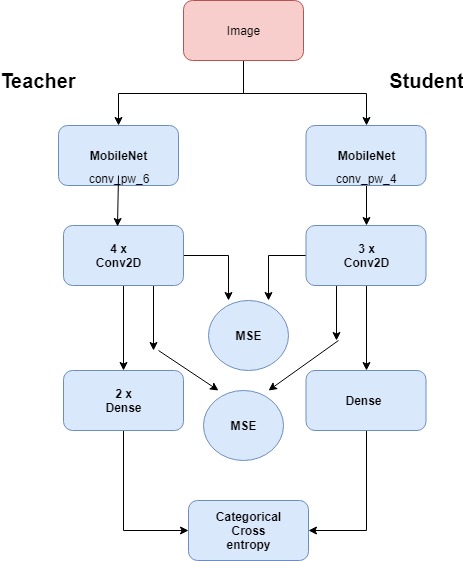 Image
Teacher
Student
MobileNet
conv_pw_6
MobileNet
conv_pw_4
4 x
Conv2D
3 x
Conv2D
MSE
2 x
Dense
MSE
Dense
Categorical
Cross
entropy